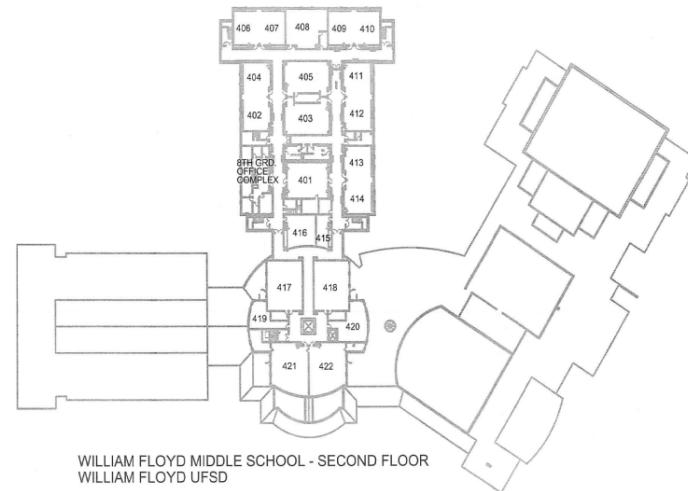 406 407 408 409 410
404 405 411
402 403 412
8TH GRD.
OFFICE
COMPLEX
401 413
414
416 415
417 418
419 420
421 422
WILLIAM FLOYD MIDDLE SCHOOL - SECOND FLOOR
WILLIAM FLOYD UFSD